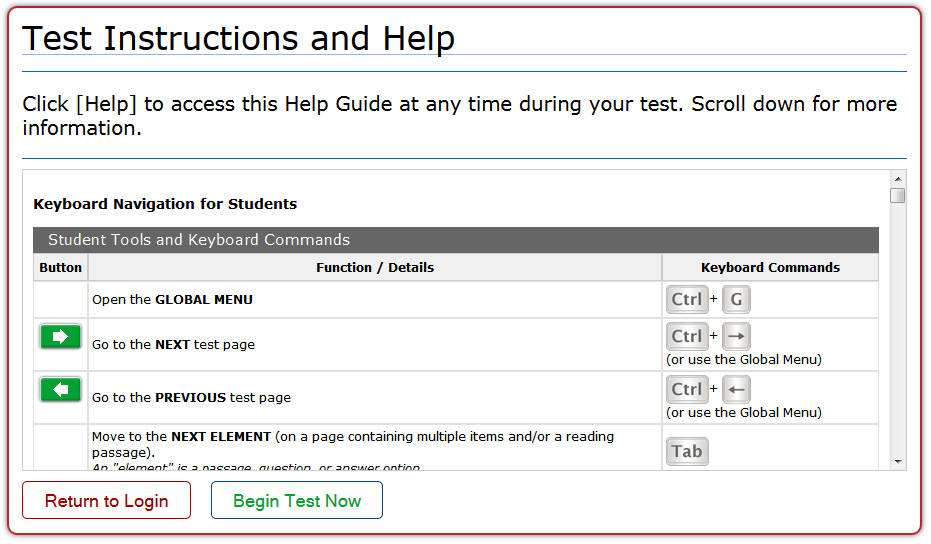 Test Instructions and Help
Click [Help] to access this Help Guide at any time during your test. Scroll down for more
information.
Keyboard Navigation for Students
Student Tools and Keyboard Commands
Button Function / Details Keyboard Commands
Open the GLOBAL MENU Ctrl + G
Go to the NEXT test page Ctrl + →
(or use the Global Menu)
Go to the PREVIOUS test page Ctrl + ←
(or use the Global Menu)
Move to the NEXT ELEMENT (on a page containing multiple items and/or a reading
passage). Tab
An "element" is a passage, question, or answer option
Return to Login Begin Test Now